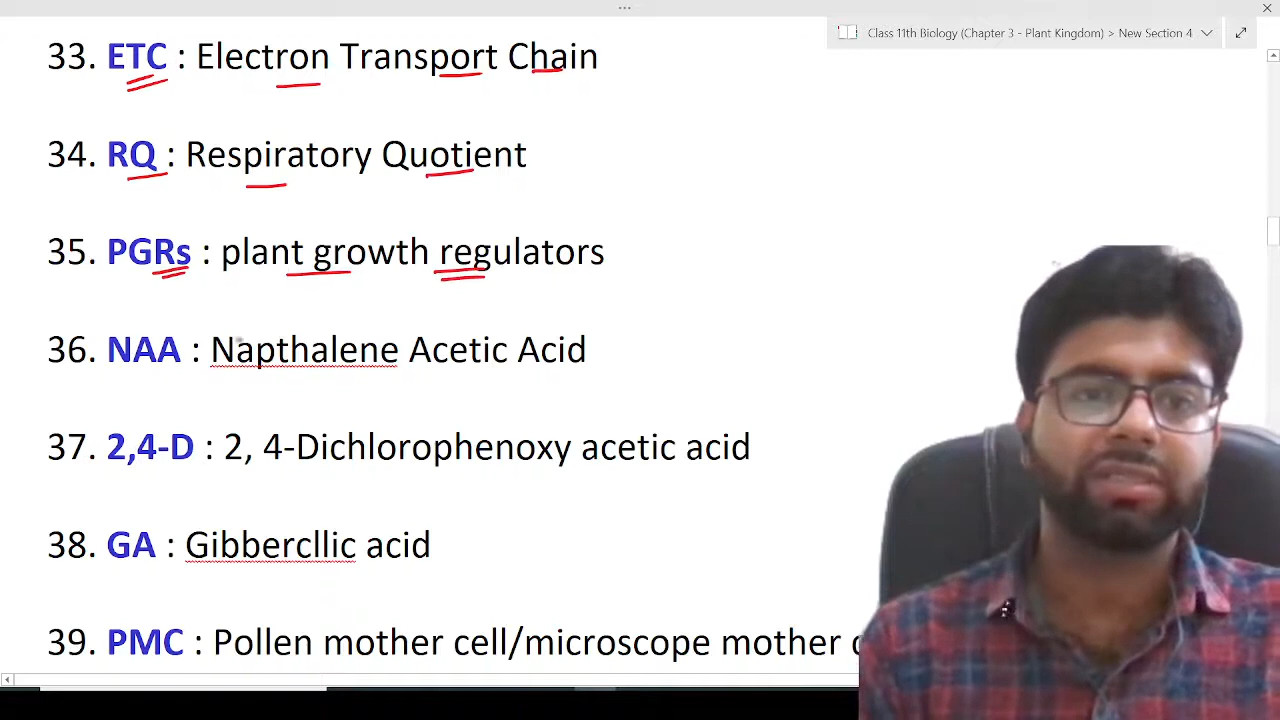 Class 11th Biology (Chapter 3 - Plant Kingdom) > New Section 4
33. ETC : Electron Transport Chain
34. RQ : Respiratory Quotient
35. PGRs : plant growth regulators
36. NAA : Napthalene Acetic Acid
37. 2,4-D : 2, 4-Dichlorophenoxy acetic acid
38. GA : Gibbercllic acid
39. PMC : Pollen mother cell/microscope mother